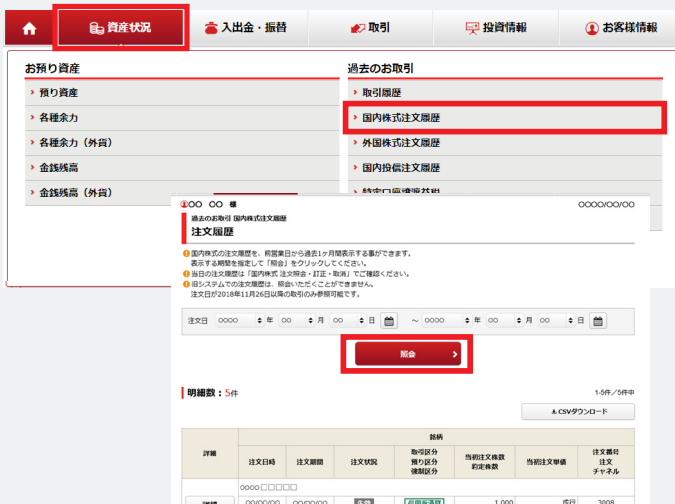 資産状況
入出金・振替
取引
投資情報
お客様情報
お預り資産
過去のお取引
預り資産
取引履歴
各種余力
国内株式注文履歴
各種余力（外貨）
外国株式注文履歴
金銭残高
国内投信注文履歴
金銭残高（外貨）
特定口座譲渡益税
○○ ○○ 様
○○○○/○○/○○
過去のお取引 国内株式注文履歴
注文履歴
国内株式の注文履歴を、前営業日から過去1ヶ月間表示する事ができます。
表示する期間を指定して「照会」をクリックしてください。
当日の注文履歴は「国内株式 注文照会・訂正・取消」でご確認ください。
旧システムでの注文履歴は、照会いただくことができません。
注文日が2018年11月26日以降の取引のみ参照可能です。
注文日 ○○○○ 年 ○○ 月 ○○ 日 ～ ○○○○ 年 ○○ 月 ○○ 日
照会
明細数：5件
1-5件／5件中
CSVダウンロード
銘柄
詳細
注文日時
注文期間
注文状況
取引区分
預り区分
強制区分
当初注文株数
約定株数
当初注文単価
注文番号
注文
チャネル
○○○○ □□□□□
詳細
○○/○○/○○
○○/○○/○○
失効
信用返済買
1,000
成行
3008